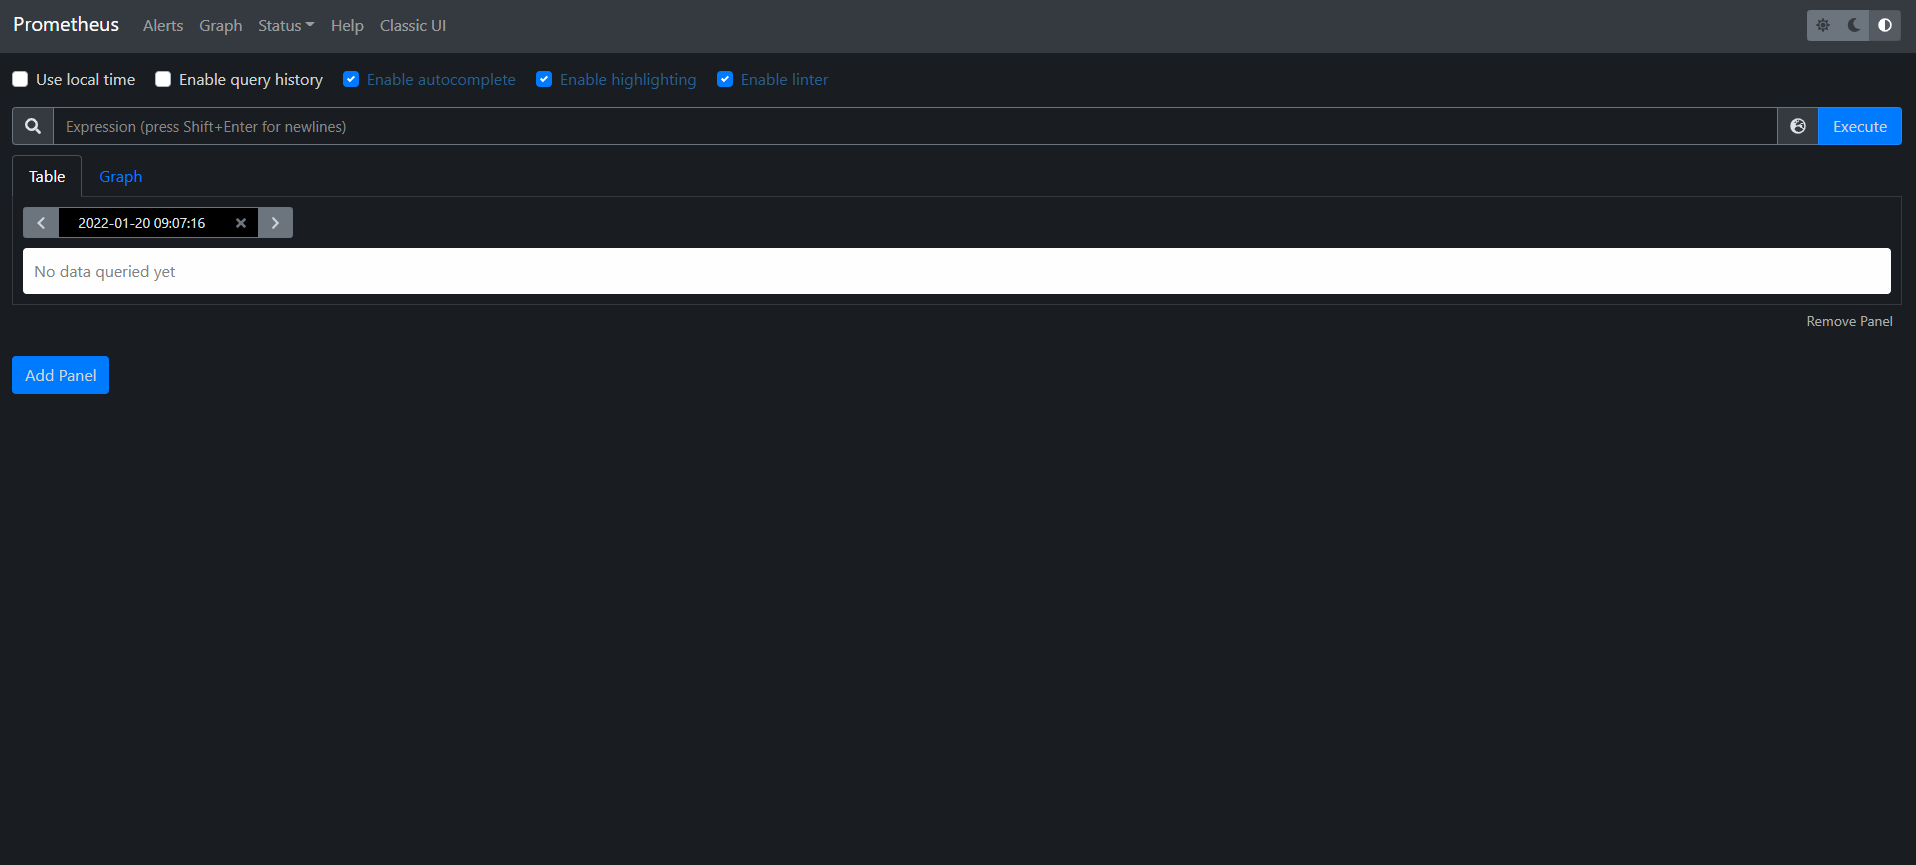 Prometheus Alerts Graph Status Help Classic UI
Use local time Enable query history Enable autocomplete Enable highlighting Enable linter
Expression (press Shift+Enter for newlines) Execute
Table Graph
2022-01-20 09:07:16
No data queried yet
Remove Panel
Add Panel